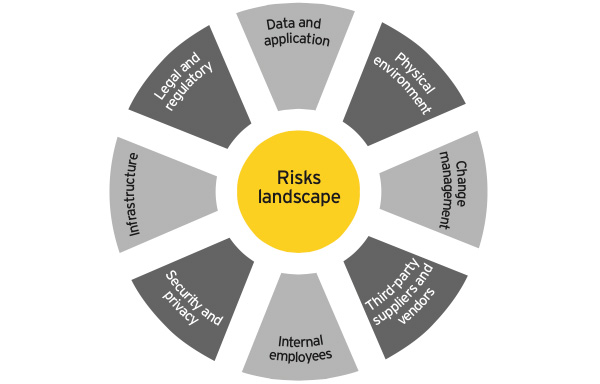 Data and
application
Physical
environment
Change
management
Third-party
suppliers and
vendors
Internal
employees
Security and
privacy
Infrastructure
Legal and
regulatory
Risks
landscape